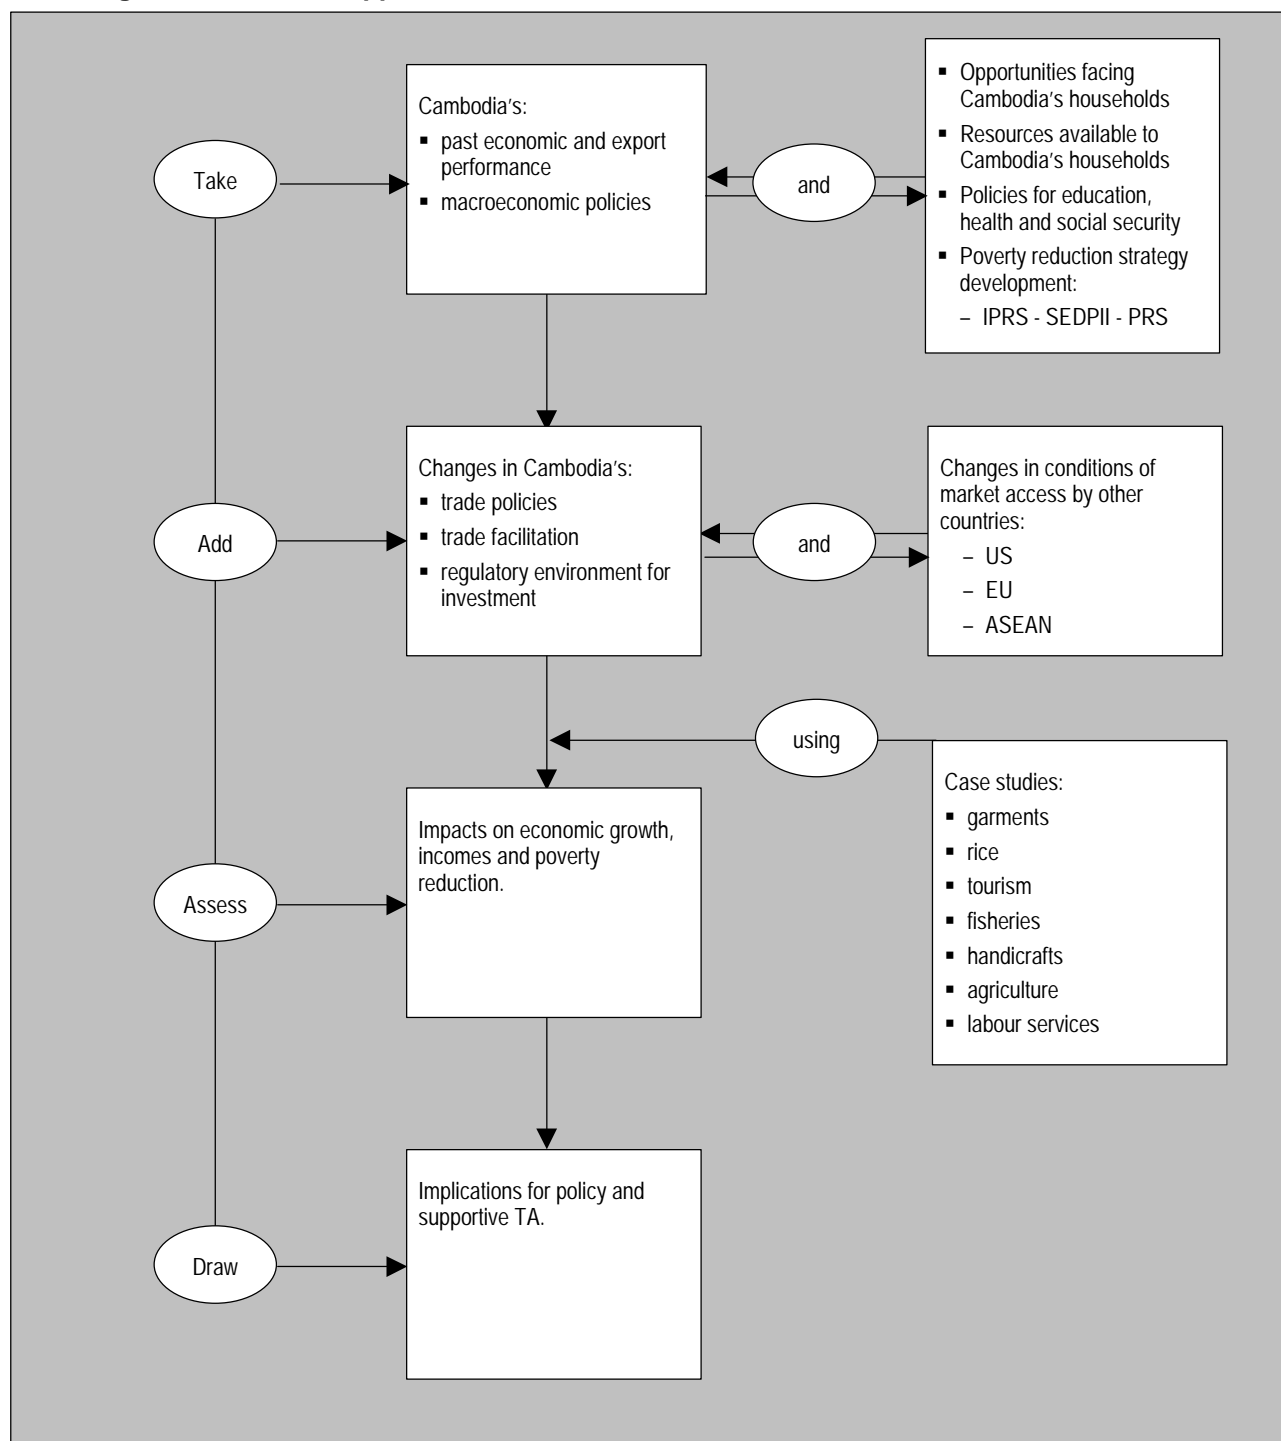 Take
Cambodia's:
▪ past economic and export
performance
▪ macroeconomic policies
and
▪ Opportunities facing
Cambodia's households
▪ Resources available to
Cambodia's households
▪ Policies for education,
health and social security
▪ Poverty reduction strategy
development:
– IPRS - SEDPII - PRS
Add
Changes in Cambodia's:
▪ trade policies
▪ trade facilitation
▪ regulatory environment for
investment
and
Changes in conditions of
market access by other
countries:
– US
– EU
– ASEAN
using
Case studies:
▪ garments
▪ rice
▪ tourism
▪ fisheries
▪ handicrafts
▪ agriculture
▪ labour services
Assess
Impacts on economic growth,
incomes and poverty
reduction.
Draw
Implications for policy and
supportive TA.